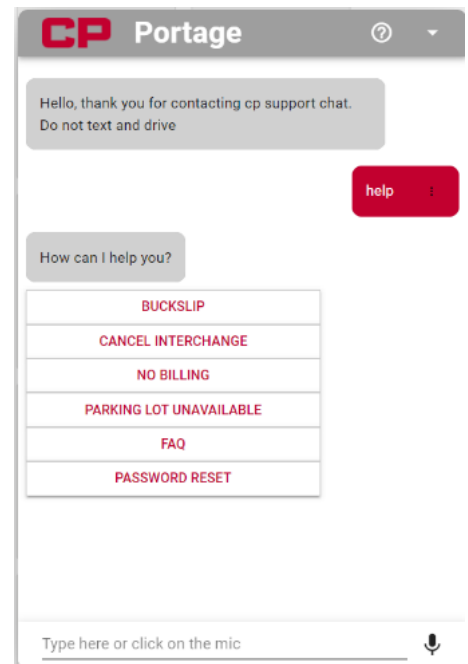 CP Portage
Hello, thank you for contacting cp support chat.
Do not text and drive
help
How can I help you?
BUCKSLIP
CANCEL INTERCHANGE
NO BILLING
PARKING LOT UNAVAILABLE
FAQ
PASSWORD RESET
Type here or click on the mic